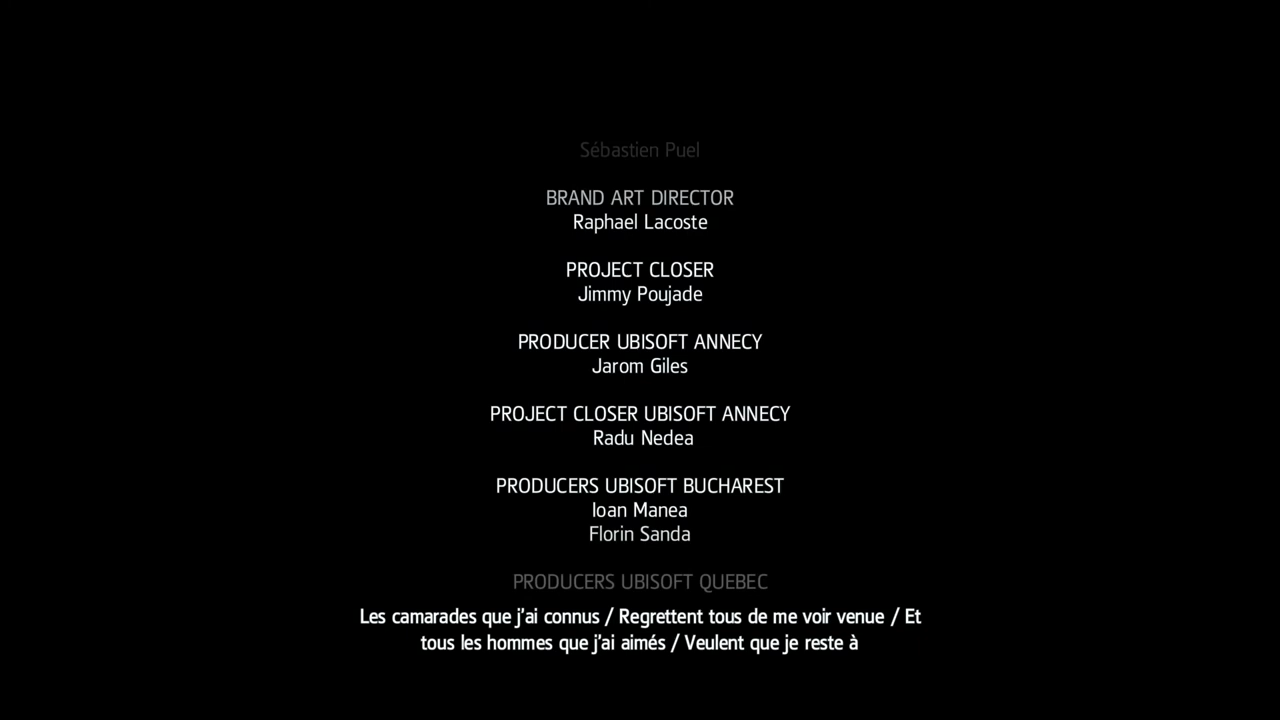 Sébastien Puel
BRAND ART DIRECTOR
Raphael Lacoste
PROJECT CLOSER
Jimmy Poujade
PRODUCER UBISOFT ANNECY
Jarom Giles
PROJECT CLOSER UBISOFT ANNECY
Radu Nedea
PRODUCERS UBISOFT BUCHAREST
Ioan Manea
Florin Sanda
PRODUCERS UBISOFT QUEBEC
Les camarades que j'ai connus / Regrettent tous de me voir venue / Et
tous les hommes que j'ai aimés / Veulent que je reste à